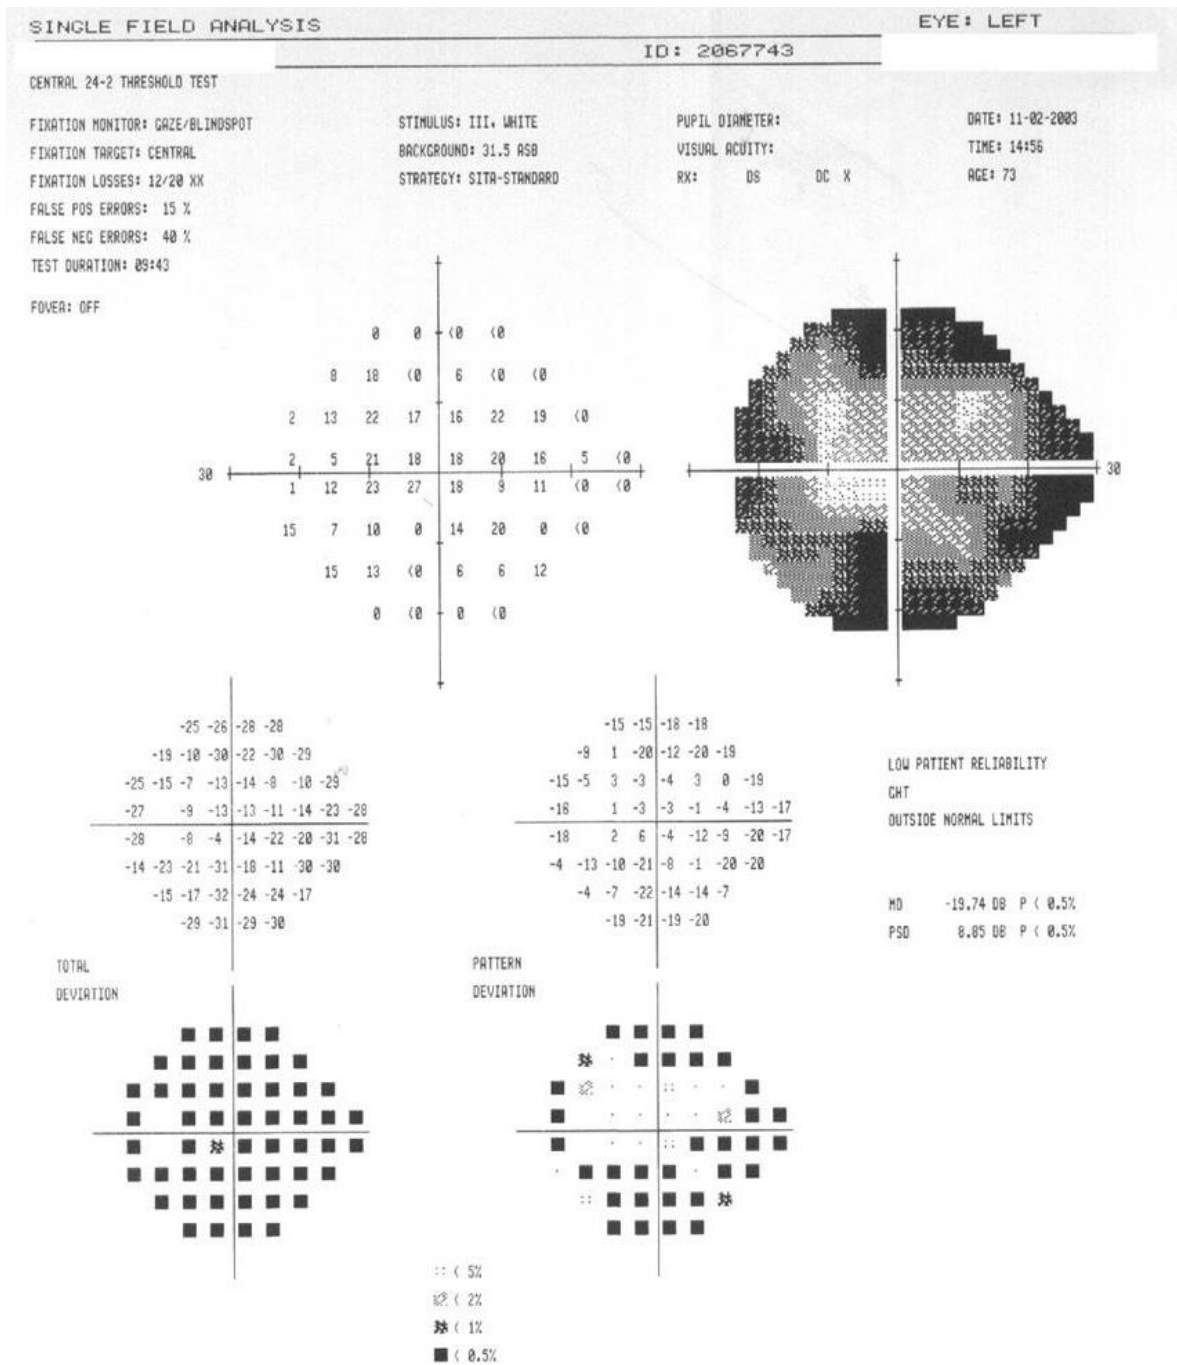 SINGLE FIELD ANALYSIS
EYE: LEFT
ID: 2067743
CENTRAL 24-2 THRESHOLD TEST
FIXATION MONITOR: GAZE/BLINDSPOT
STIMULUS: III, WHITE
PUPIL DIAMETER:
DATE: 11-02-2003
FIXATION TARGET: CENTRAL
BACKGROUND: 31.5 ASB
VISUAL ACUITY:
TIME: 14:56
FIXATION LOSSES: 12/20 XX
STRATEGY: SITA-STANDARD
RX: DS DC X
AGE: 73
FALSE POS ERRORS: 15 %
FALSE NEG ERRORS: 40 %
TEST DURATION: 09:43
FOVEA: OFF
0 0 <0 <0
8 18 <0 6 <0 <0
2 13 22 17 16 22 19 <0
2 5 21 18 18 20 16 5 <0
30
30
1 12 23 27 18 9 11 <0 <0
15 7 10 0 14 20 0 <0
15 13 <0 6 6 12
0 <0 0 <0
-25 -26 -28 -28
-19 -10 -30 -22 -30 -29
-25 -15 -7 -13 -14 -8 -10 -29
-27 -9 -13 -13 -11 -14 -23 -28
-28 -8 -4 -14 -22 -20 -31 -28
-14 -23 -21 -31 -18 -11 -30 -30
-15 -17 -32 -24 -24 -17
-29 -31 -29 -30
TOTAL
DEVIATION
-15 -15 -18 -18
-9 1 -20 -12 -20 -19
-15 -5 3 -3 -4 3 0 -19
-16 1 -3 -3 -1 -4 -13 -17
-18 2 6 -4 -12 -9 -20 -17
-4 -13 -10 -21 -8 -1 -20 -20
-4 -7 -22 -14 -14 -7
-19 -21 -19 -20
PATTERN
DEVIATION
LOW PATIENT RELIABILITY
GHT
OUTSIDE NORMAL LIMITS
MD -19.74 DB P < 0.5%
PSD 8.85 DB P < 0.5%
< 5%
< 2%
< 1%
< 0.5%